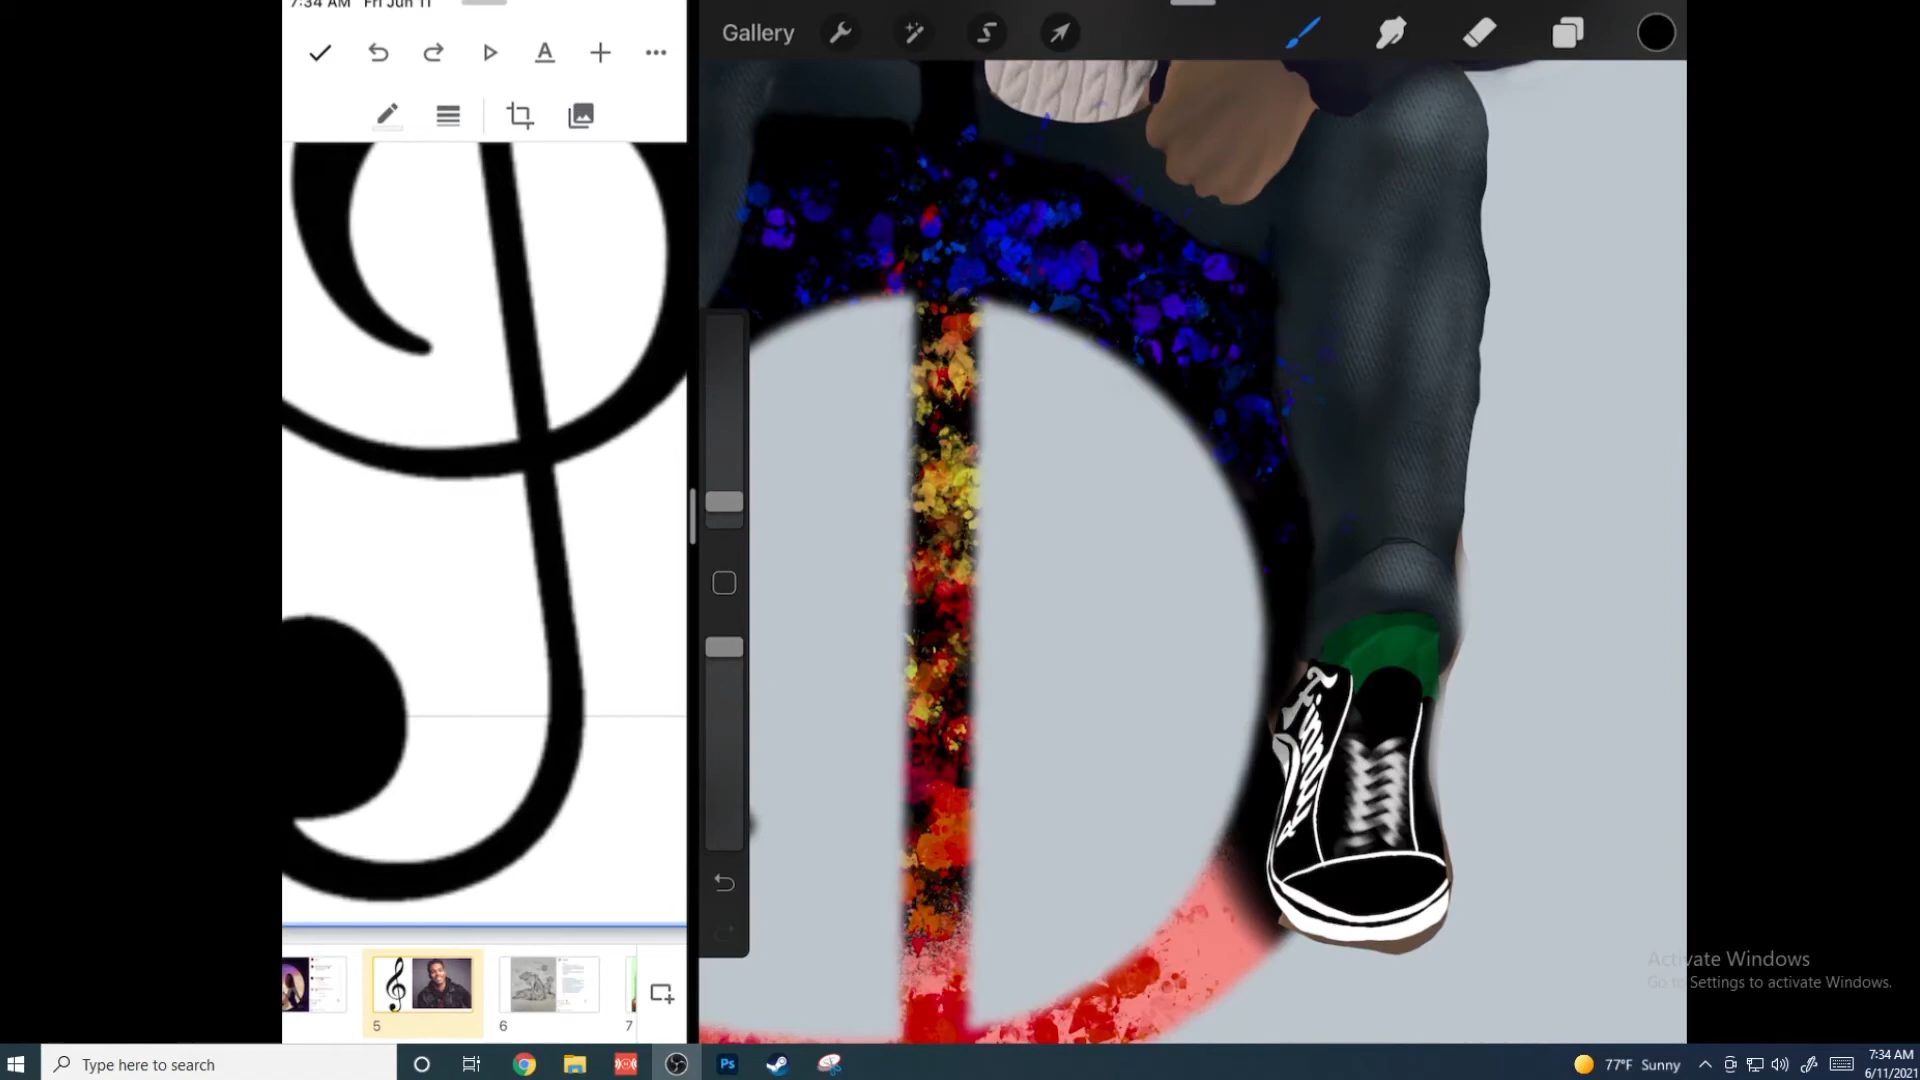 7:34 AM Fri Jun 11
Gallery
5
6
7
Activate Windows
Go to Settings to activate Windows.
Type here to search
Ps
77°F Sunny
7:34 AM
6/11/2021